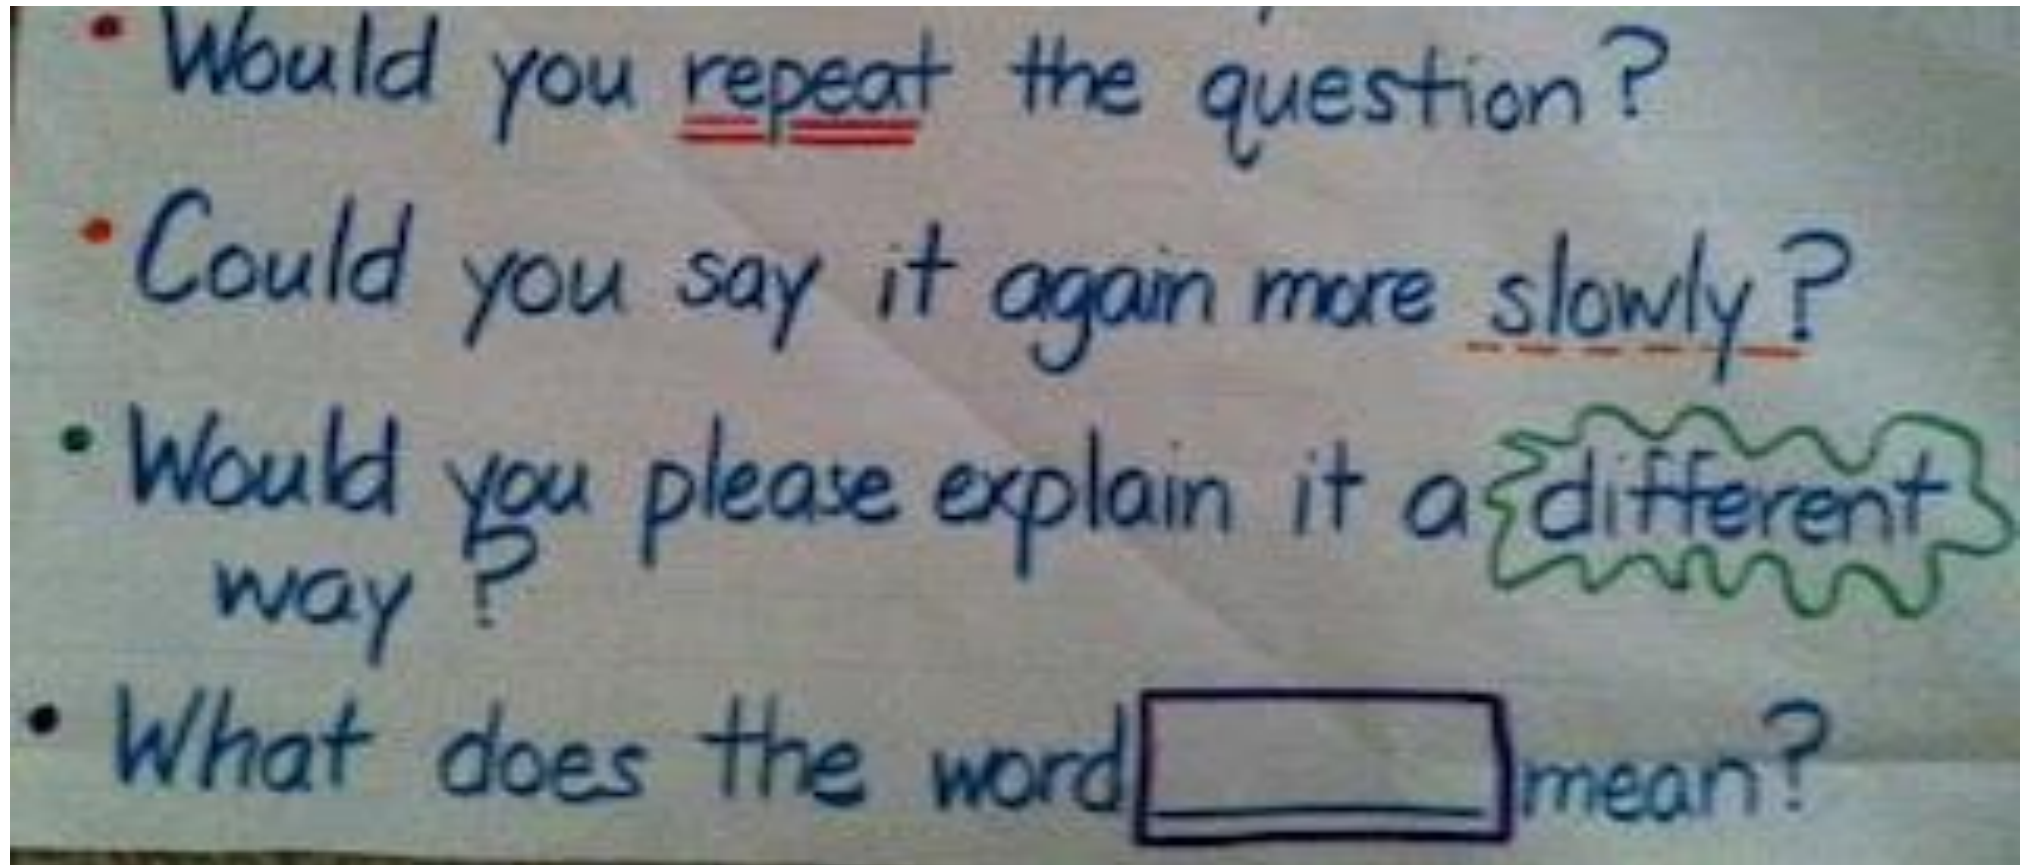 • Would you repeat the question?
• Could you say it again more slowly?
• Would you please explain it a different
way?
• What does the word ____ mean?